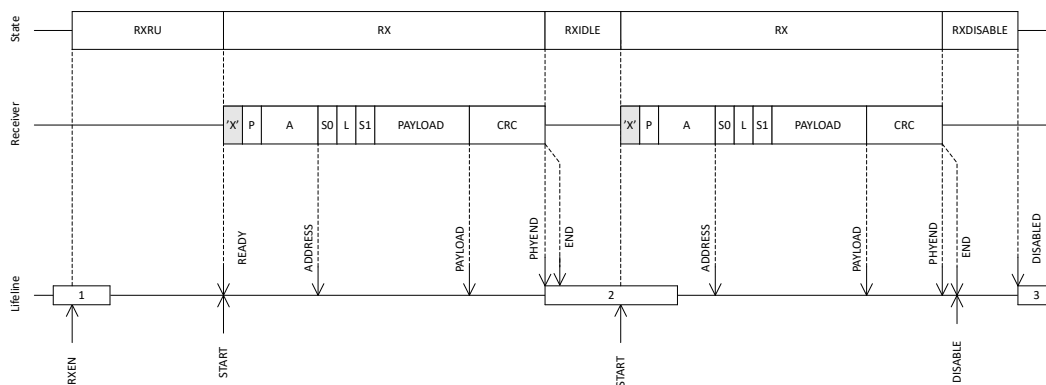 State
RXRU
RX
RXIDLE
RX
RXDISABLE
Receiver
'X'
P
A
S0
L
S1
PAYLOAD
CRC
'X'
P
A
S0
L
S1
PAYLOAD
CRC
READY
ADDRESS
PAYLOAD
PHYEND
END
ADDRESS
PAYLOAD
PHYEND
END
DISABLED
Lifeline
1
2
3
RXEN
START
START
DISABLE